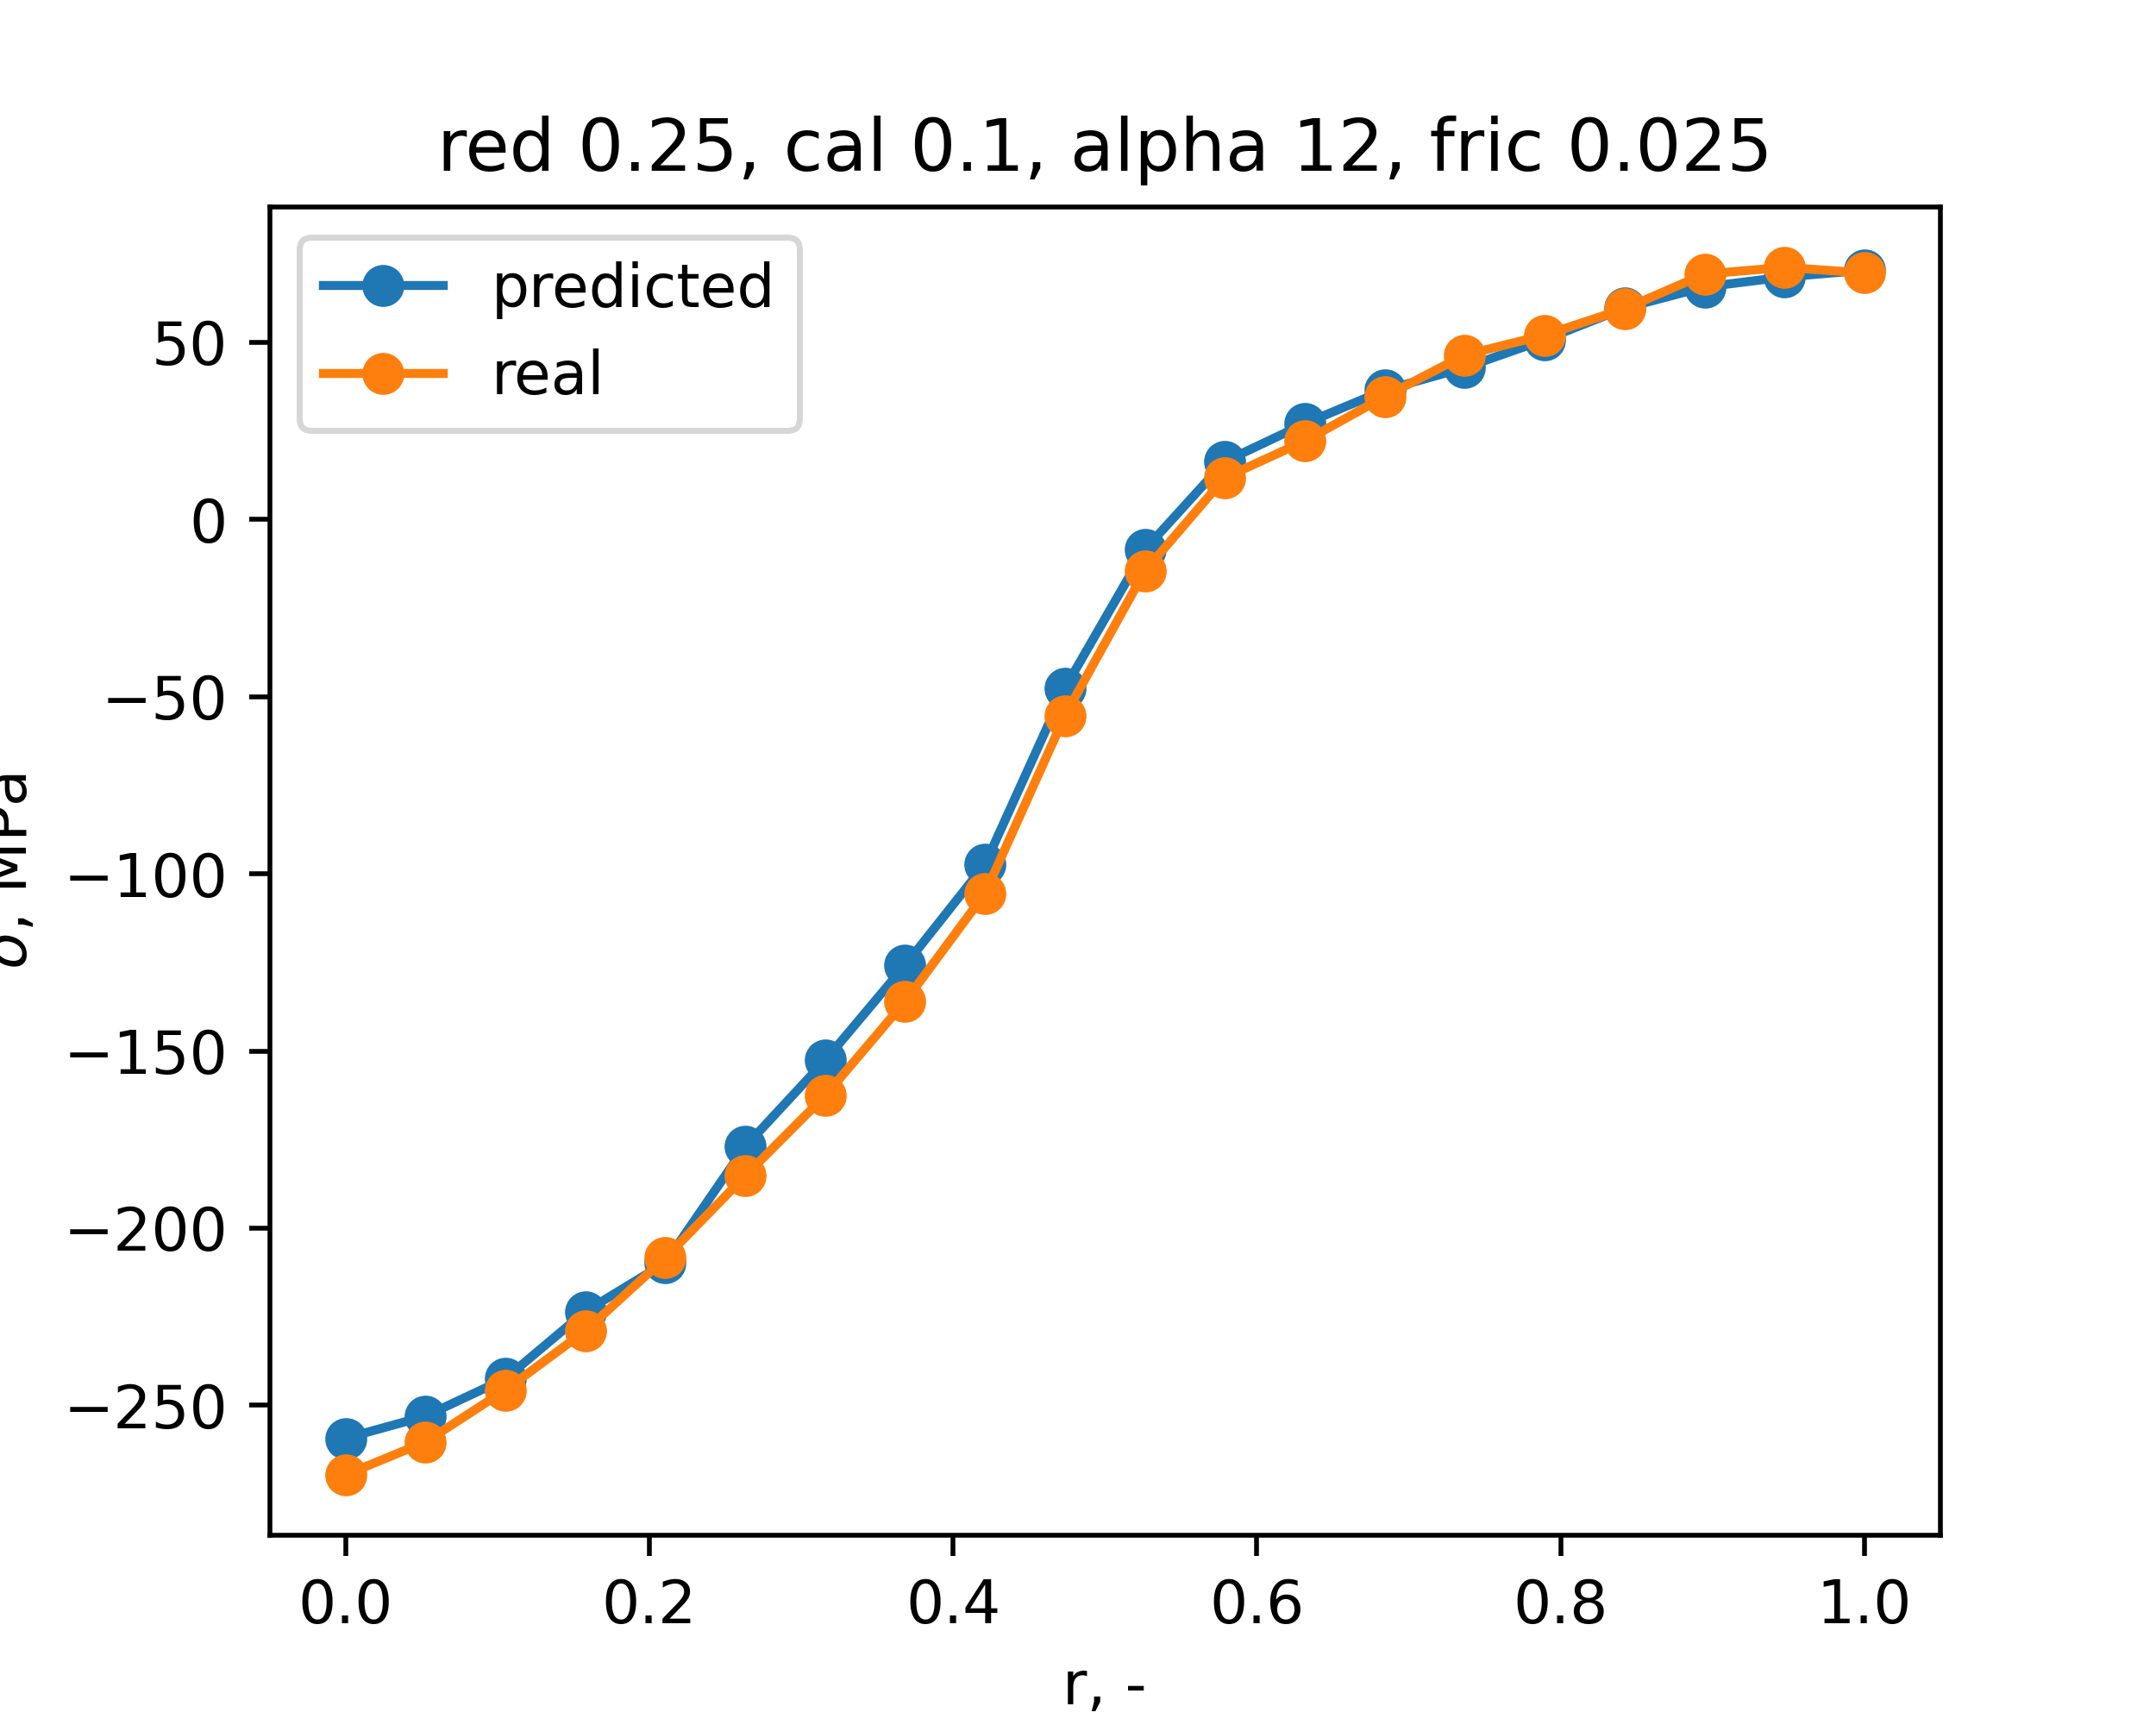 red 0.25, cal 0.1, alpha 12, fric 0.025
predicted
real
50
0
−50
−100
−150
−200
−250
σ, MPa
0.0 0.2 0.4 0.6 0.8 1.0
r, -